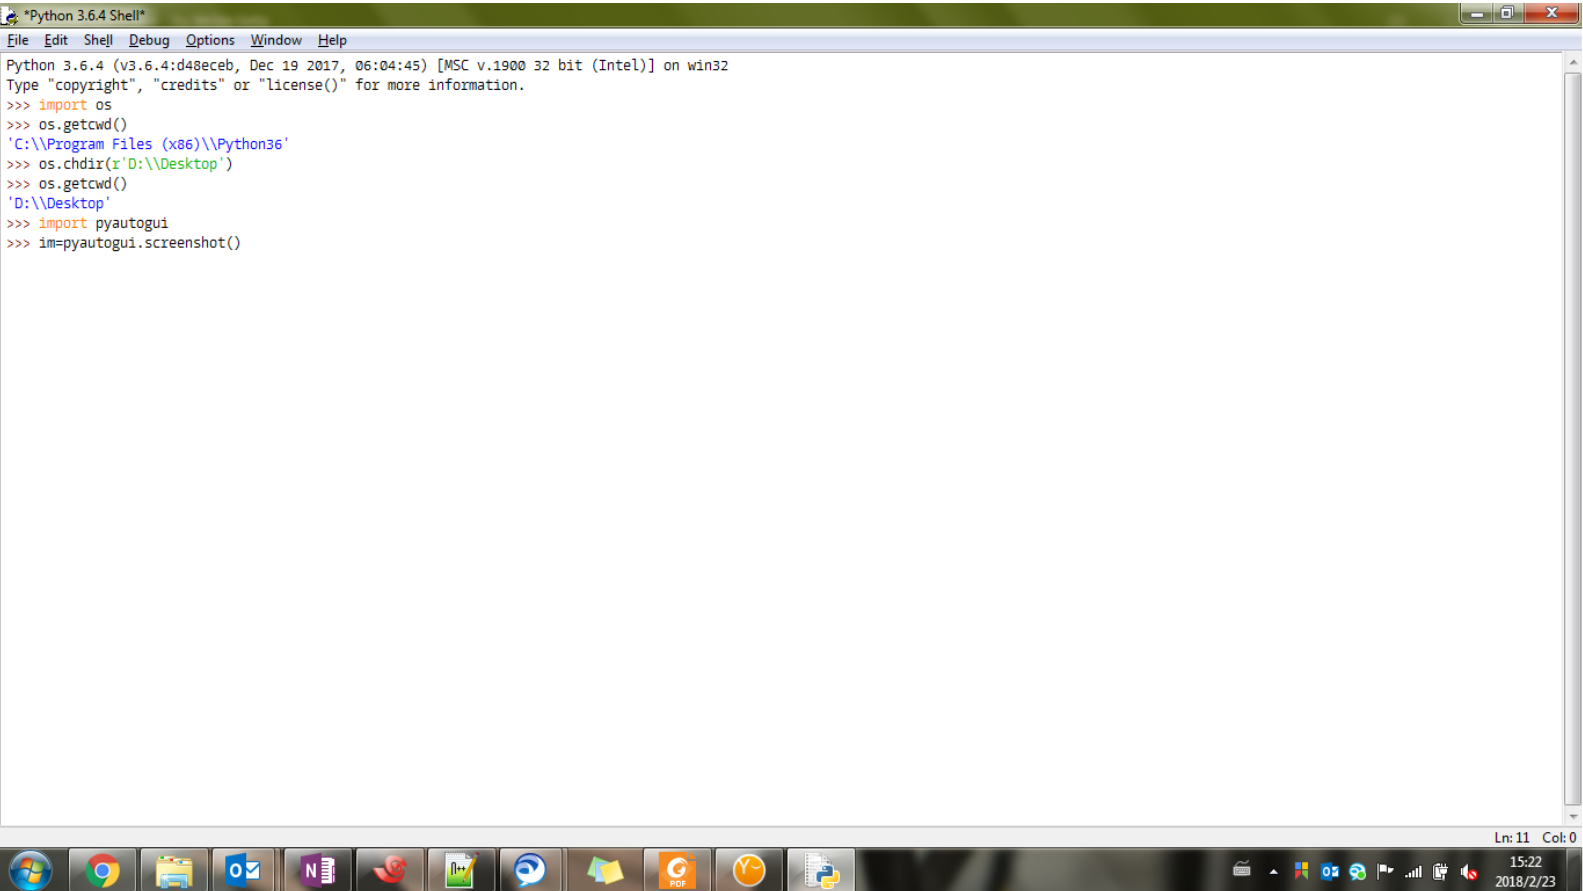 *Python 3.6.4 Shell*
File Edit Shell Debug Options Window Help
Python 3.6.4 (v3.6.4:d48eceb, Dec 19 2017, 06:04:45) [MSC v.1900 32 bit (Intel)] on win32
Type "copyright", "credits" or "license()" for more information.
>>> import os
>>> os.getcwd()
'C:\\Program Files (x86)\\Python36'
>>> os.chdir(r'D:\\Desktop')
>>> os.getcwd()
'D:\\Desktop'
>>> import pyautogui
>>> im=pyautogui.screenshot()
Ln: 11 Col: 0
15:22
2018/2/23